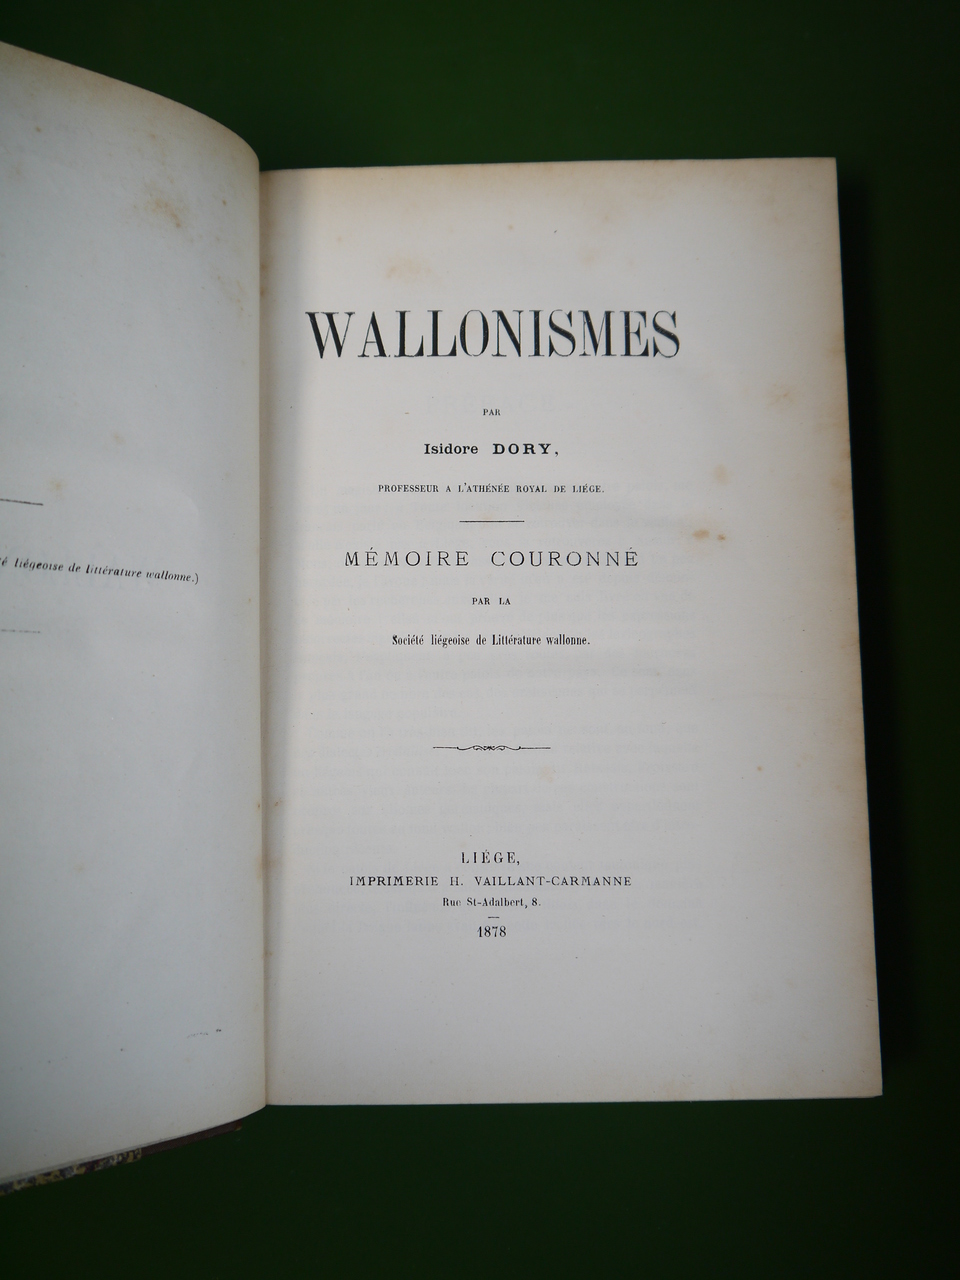 é liégeoise de littérature wallonne.)
WALLONISMES
PAR
Isidore DORY,
PROFESSEUR A L'ATHÉNÉE ROYAL DE LIÉGE.
MÉMOIRE COURONNÉ
PAR LA
Société liégeoise de Littérature wallonne.
LIÉGE,
IMPRIMERIE H. VAILLANT-CARMANNE
Rue St-Adalbert, 8.
1878